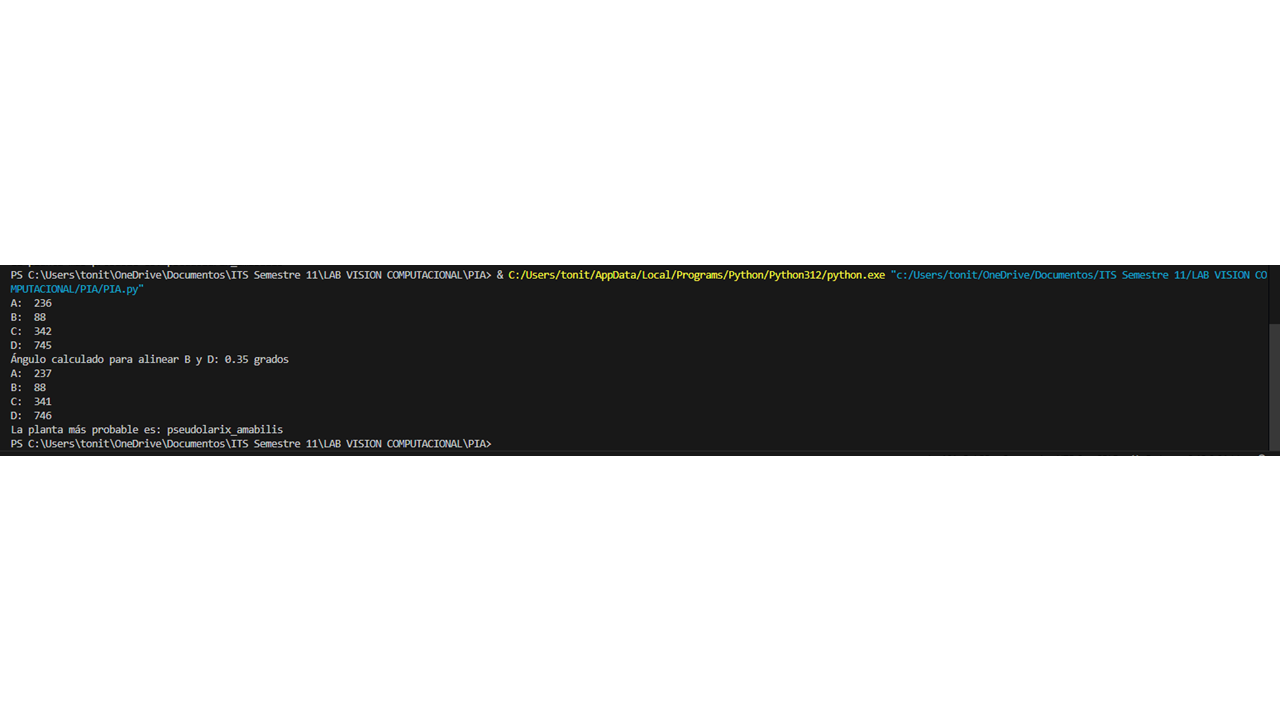 PS C:\Users\tonit\OneDrive\Documentos\ITS Semestre 11\LAB VISION COMPUTACIONAL\PIA> & C:/Users/tonit/AppData/Local/Programs/Python/Python312/python.exe "c:/Users/tonit/OneDrive/Documentos/ITS Semestre 11/LAB VISION CO
MPUTACIONAL/PIA/PIA.py"
A:  236
B:  88
C:  342
D:  745
Ángulo calculado para alinear B y D: 0.35 grados
A:  237
B:  88
C:  341
D:  746
La planta más probable es: pseudolarix_amabilis
PS C:\Users\tonit\OneDrive\Documentos\ITS Semestre 11\LAB VISION COMPUTACIONAL\PIA>